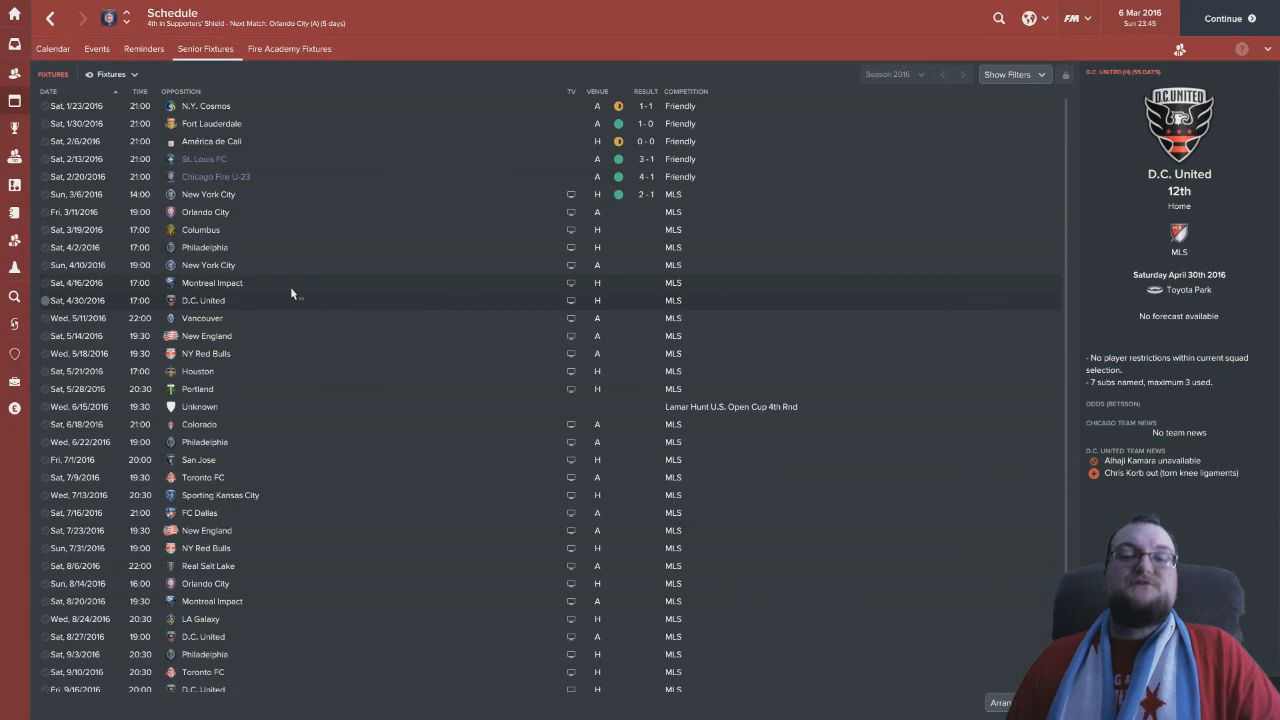 Schedule
4th in Supporters' Shield - Next Match: Orlando City (A) (5 days)
FM
6 Mar 2016
Sun 23:45
Continue
Calendar Events Reminders Senior Fixtures Fire Academy Fixtures
FIXTURES Fixtures Season 2016 Show Filters
DATE TIME OPPOSITION TV VENUE RESULT COMPETITION
Sat, 1/23/2016 21:00 N.Y. Cosmos A 1-1 Friendly
Sat, 1/30/2016 21:00 Fort Lauderdale A 1-0 Friendly
Sat, 2/6/2016 21:00 América de Cali H 0-0 Friendly
Sat, 2/13/2016 21:00 St. Louis FC A 3-1 Friendly
Sat, 2/20/2016 21:00 Chicago Fire U-23 A 4-1 Friendly
Sun, 3/6/2016 14:00 New York City H 2-1 MLS
Fri, 3/11/2016 19:00 Orlando City A MLS
Sat, 3/19/2016 17:00 Columbus H MLS
Sat, 4/2/2016 17:00 Philadelphia H MLS
Sun, 4/10/2016 19:00 New York City A MLS
Sat, 4/16/2016 17:00 Montreal Impact H MLS
Sat, 4/30/2016 17:00 D.C. United H MLS
Wed, 5/11/2016 22:00 Vancouver A MLS
Sat, 5/14/2016 19:30 New England A MLS
Wed, 5/18/2016 19:30 NY Red Bulls A MLS
Sat, 5/21/2016 17:00 Houston H MLS
Sat, 5/28/2016 20:30 Portland H MLS
Wed, 6/15/2016 19:30 Unknown Lamar Hunt U.S. Open Cup 4th Rnd
Sat, 6/18/2016 21:00 Colorado A MLS
Wed, 6/22/2016 19:00 Philadelphia A MLS
Fri, 7/1/2016 20:00 San Jose H MLS
Sat, 7/9/2016 19:30 Toronto FC A MLS
Wed, 7/13/2016 20:30 Sporting Kansas City H MLS
Sat, 7/16/2016 21:00 FC Dallas A MLS
Sat, 7/23/2016 19:30 New England A MLS
Sun, 7/31/2016 19:00 NY Red Bulls H MLS
Sat, 8/6/2016 22:00 Real Salt Lake A MLS
Sun, 8/14/2016 16:00 Orlando City H MLS
Sat, 8/20/2016 19:30 Montreal Impact A MLS
Wed, 8/24/2016 20:30 LA Galaxy H MLS
Sat, 8/27/2016 19:00 D.C. United A MLS
Sat, 9/3/2016 20:30 Philadelphia H MLS
Sat, 9/10/2016 20:30 Toronto FC H MLS
Fri, 9/16/2016 20:00 D.C. United H MLS
D.C. UNITED (H) (55 DAYS)
D.C. UNITED
D.C. United
12th
Home
MLS
Saturday April 30th 2016
Toyota Park
No forecast available
- No player restrictions within current squad
selection.
- 7 subs named, maximum 3 used.
ODDS (BETSSON)
CHICAGO TEAM NEWS
No team news
D.C. UNITED TEAM NEWS
Alhaji Kamara unavailable
Chris Korb out (torn knee ligaments)